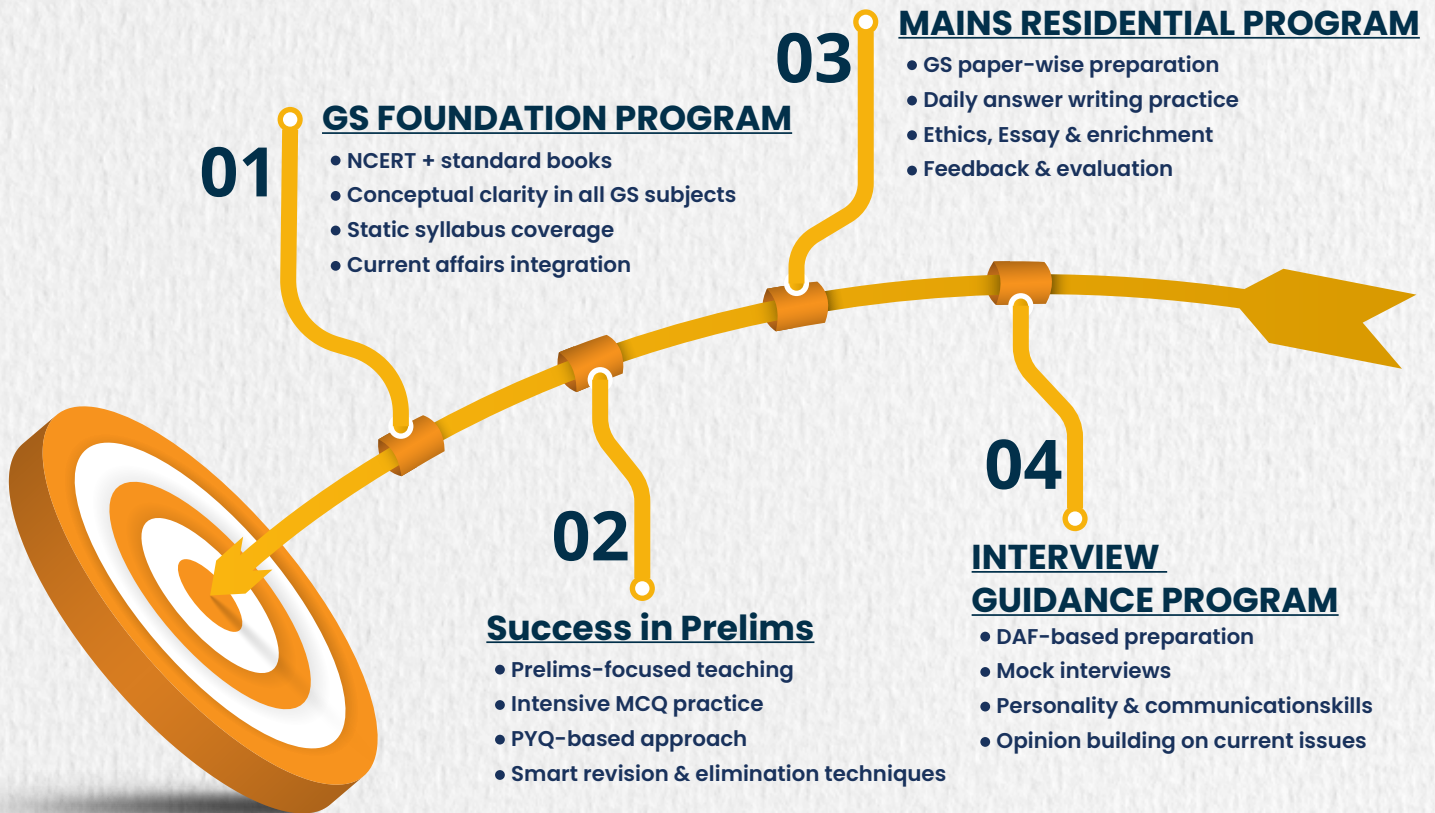 01
GS FOUNDATION PROGRAM
• NCERT + standard books
• Conceptual clarity in all GS subjects
• Static syllabus coverage
• Current affairs integration
02
Success in Prelims
• Prelims-focused teaching
• Intensive MCQ practice
• PYQ-based approach
• Smart revision & elimination techniques
03
MAINS RESIDENTIAL PROGRAM
• GS paper-wise preparation
• Daily answer writing practice
• Ethics, Essay & enrichment
• Feedback & evaluation
04
INTERVIEW
GUIDANCE PROGRAM
• DAF-based preparation
• Mock interviews
• Personality & communicationskills
• Opinion building on current issues